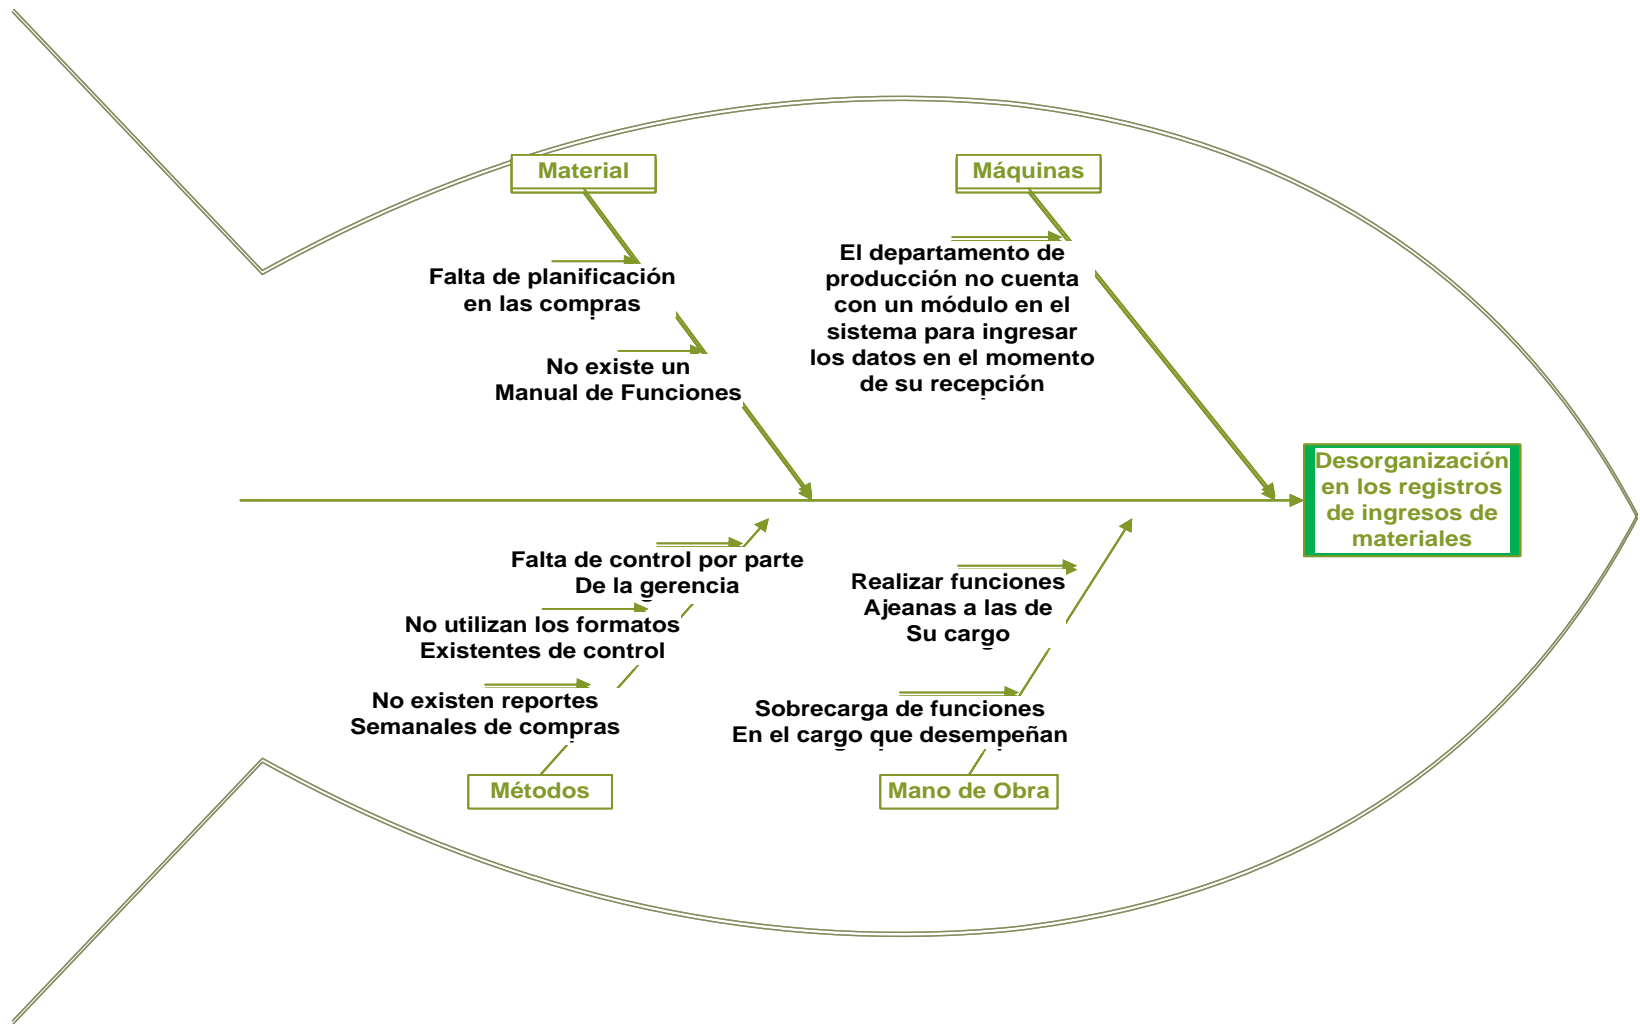 Material
Máquinas
Falta de planificación
en las compras
No existe un
Manual de Funciones
El departamento de
producción no cuenta
con un módulo en el
sistema para ingresar
los datos en el momento
de su recepción
Desorganización
en los registros
de ingresos de
materiales
Falta de control por parte
De la gerencia
No utilizan los formatos
Existentes de control
No existen reportes
Semanales de compras
Realizar funciones
Ajeanas a las de
Su cargo
Sobrecarga de funciones
En el cargo que desempeñan
Métodos
Mano de Obra